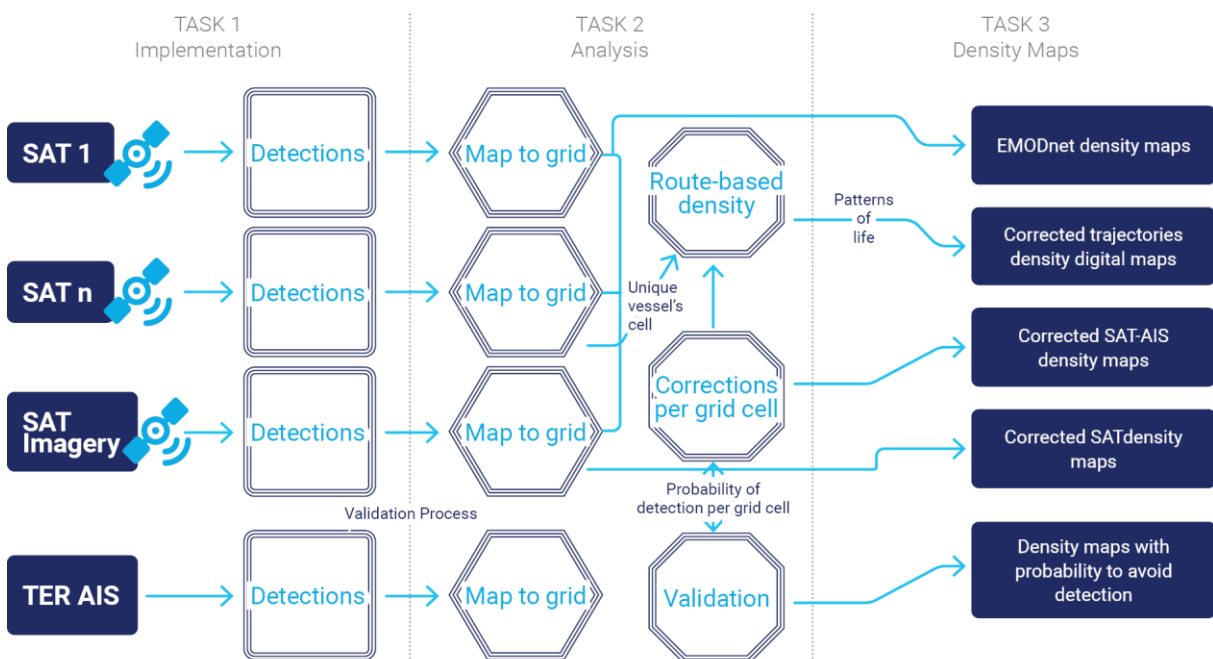 TASK 1
Implementation
TASK 2
Analysis
TASK 3
Density Maps
SAT 1
Detections
Map to grid
Route-based
density
Patterns
of
life
EMODnet density maps
Corrected trajectories
density digital maps
SAT n
Detections
Map to grid
Unique
vessel's
cell
Corrected SAT-AIS
density maps
SAT
Imagery
Detections
Map to grid
Corrections
per grid cell
Corrected SATdensity
maps
Validation Process
Probability of
detection per grid cell
TER AIS
Detections
Map to grid
Validation
Density maps with
probability to avoid
detection